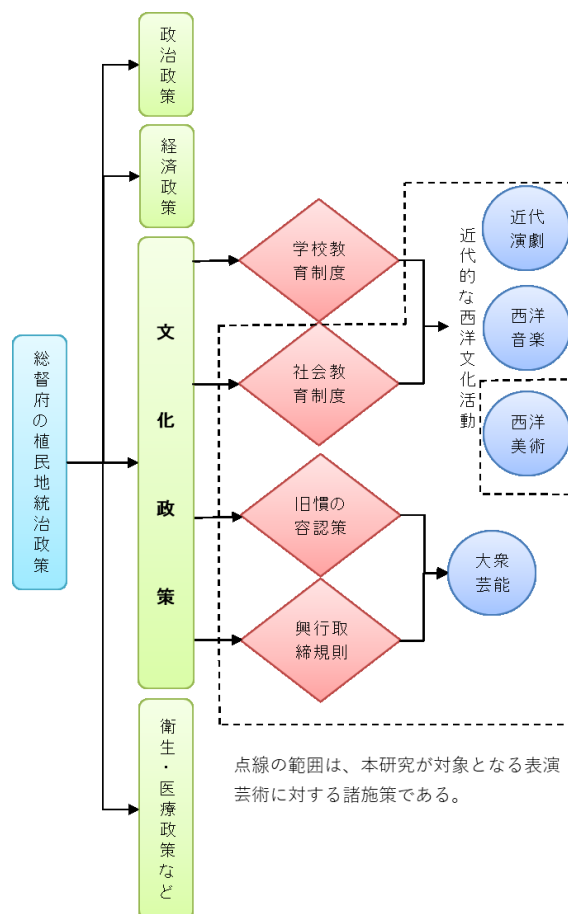 政治政策
経済政策
総督府の植民地統治政策
文化政策
衛生・医療政策など
学校教
育制度
社会教
育制度
旧慣の
容認策
興行取
締規則
近代的な西洋文化活動
近代
演劇
西洋
音楽
西洋
美術
大衆
芸能
点線の範囲は、本研究が対象となる表演
芸術に対する諸施策である。